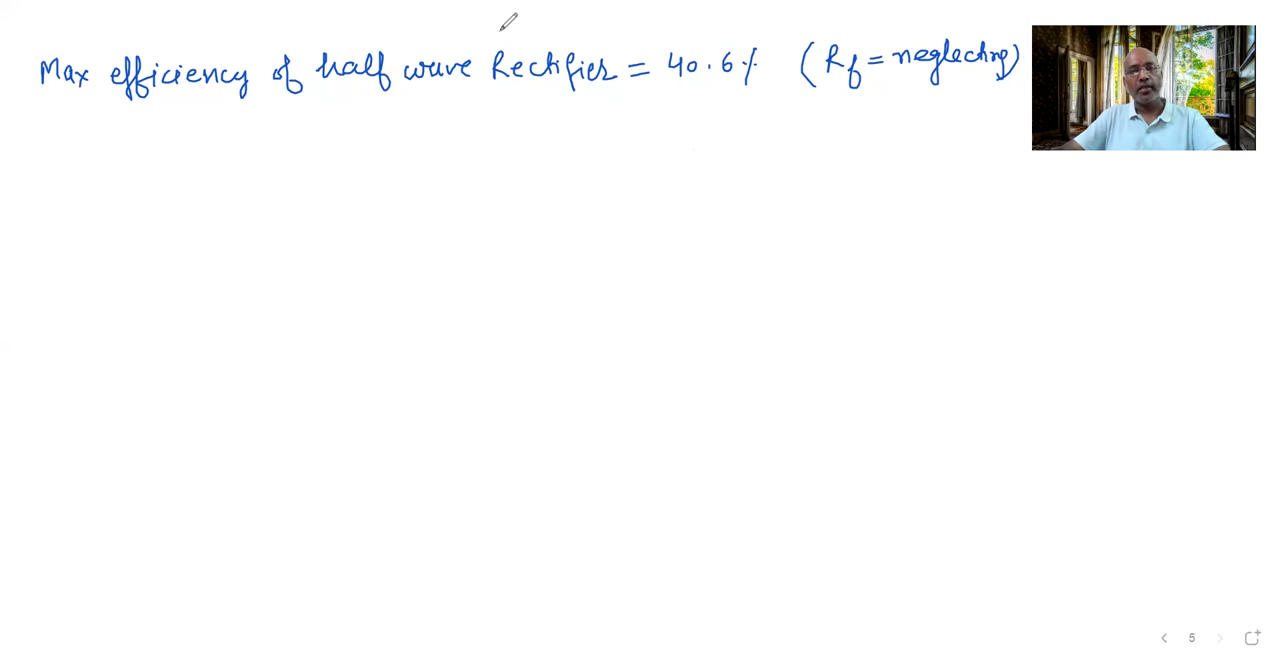 Max efficiency of half wave Rectifier = 40.6% (Rf = neglecting)
5